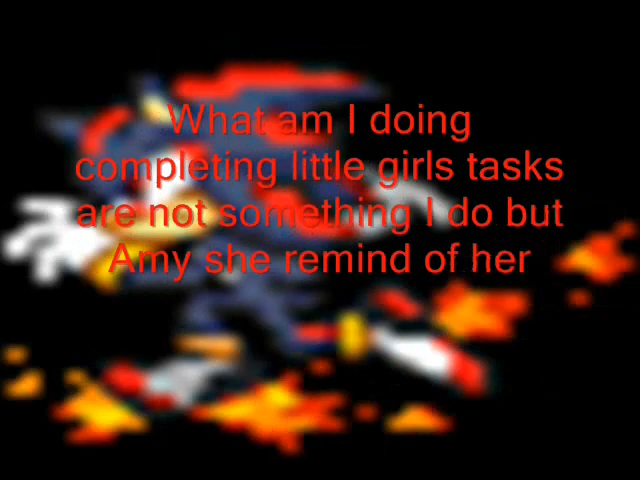 What am I doing
completing little girls tasks
are not something I do but
Amy she remind of her